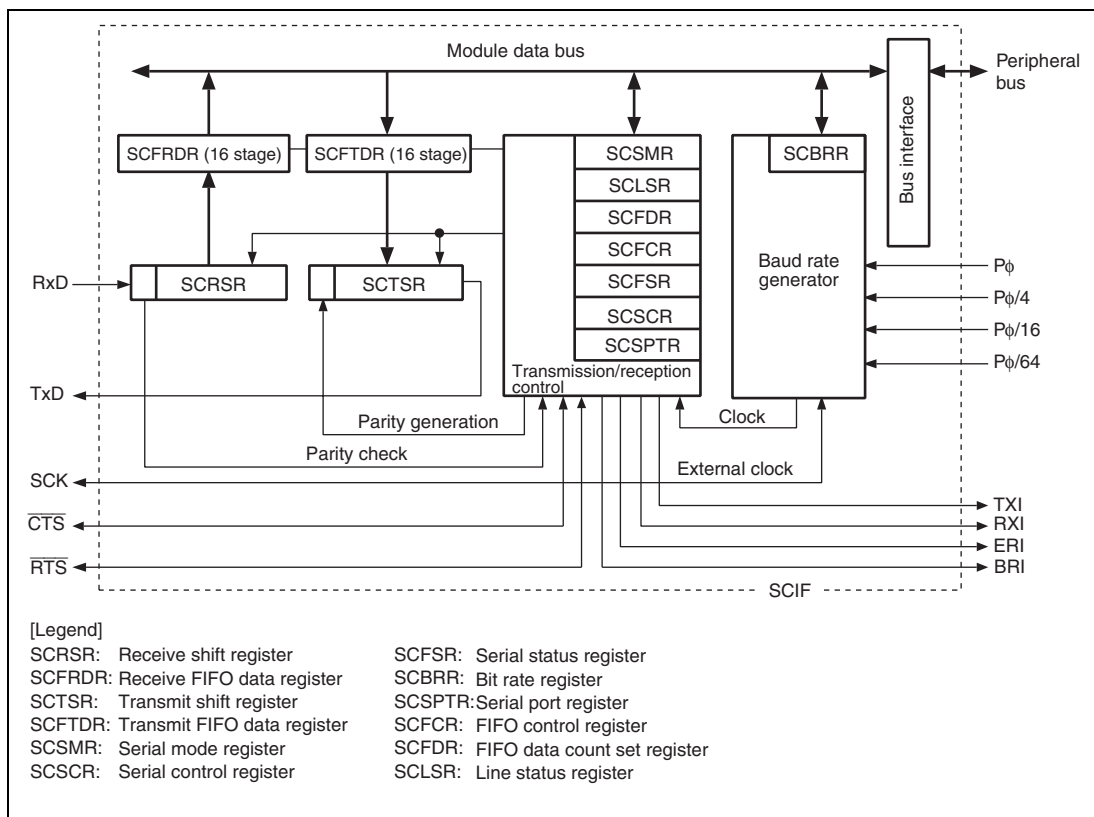 Module data bus
Peripheral
bus
Bus interface
SCFRDR (16 stage)
SCFTDR (16 stage)
SCSMR
SCLSR
SCFDR
SCFCR
SCFSR
SCSCR
SCSPTR
Transmission/reception
control
SCBRR
Baud rate
generator
RxD
SCRSR
SCTSR
Pϕ
Pϕ/4
Pϕ/16
Pϕ/64
TxD
Parity generation
Clock
Parity check
SCK
External clock
CTS
RTS
TXI
RXI
ERI
BRI
SCIF
[Legend]
SCRSR: Receive shift register
SCFRDR: Receive FIFO data register
SCTSR: Transmit shift register
SCFTDR: Transmit FIFO data register
SCSMR: Serial mode register
SCSCR: Serial control register
SCFSR: Serial status register
SCBRR: Bit rate register
SCSPTR: Serial port register
SCFCR: FIFO control register
SCFDR: FIFO data count set register
SCLSR: Line status register